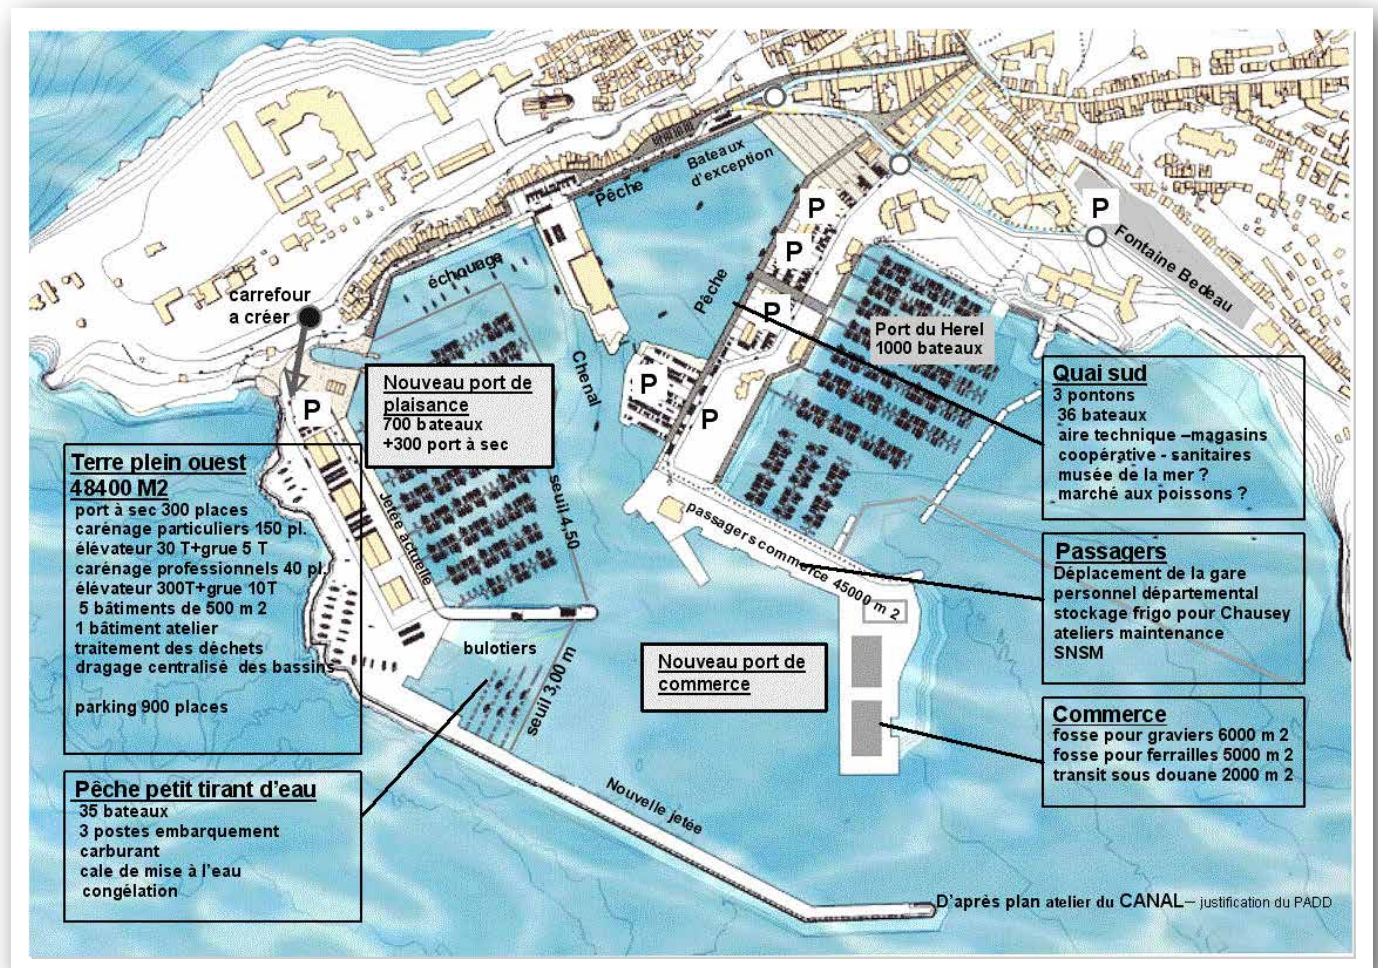 Bateaux
d'exception
Pêche
P
P
Fontaine Bedeau
P
échouage
Pêche
carrefour
a créer
P
Port du Herel
1000 bateaux
Chenal
Nouveau port de
plaisance
700 bateaux
+300 port à sec
P
P
P
Quai sud
3 pontons
36 bateaux
aire technique –magasins
coopérative - sanitaires
musée de la mer ?
marché aux poissons ?
Terre plein ouest
48400 M2
port à sec 300 places
carénage particuliers 150 pl.
élévateur 30 T+grue 5 T
carénage professionnels 40 pl.
élévateur 300T+grue 10T
5 bâtiments de 500 m 2
1 bâtiment atelier
traitement des déchets
dragage centralisé des bassins
parking 900 places
Jetée actuelle
seuil 4,50
passagers commerce 45000 m 2
Passagers
Déplacement de la gare
personnel départemental
stockage frigo pour Chausey
ateliers maintenance
SNSM
bulotiers
seuil 3,00 m
Nouveau port de
commerce
Commerce
fosse pour graviers 6000 m 2
fosse pour ferrailles 5000 m 2
transit sous douane 2000 m 2
Pêche petit tirant d'eau
35 bateaux
3 postes embarquement
carburant
cale de mise à l'eau
congélation
Nouvelle jetée
D'après plan atelier du CANAL– justification du PADD